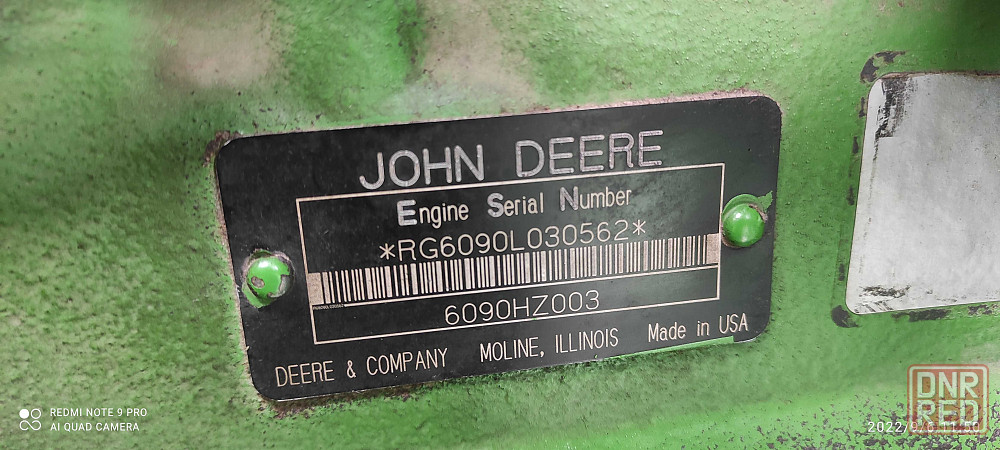 JOHN DEERE
Engine Serial Number
*RG6090L030562*
6090HZ003
DEERE & COMPANY MOLINE, ILLINOIS Made in USA
REDMI NOTE 9 PRO
AI QUAD CAMERA
DNR
RED